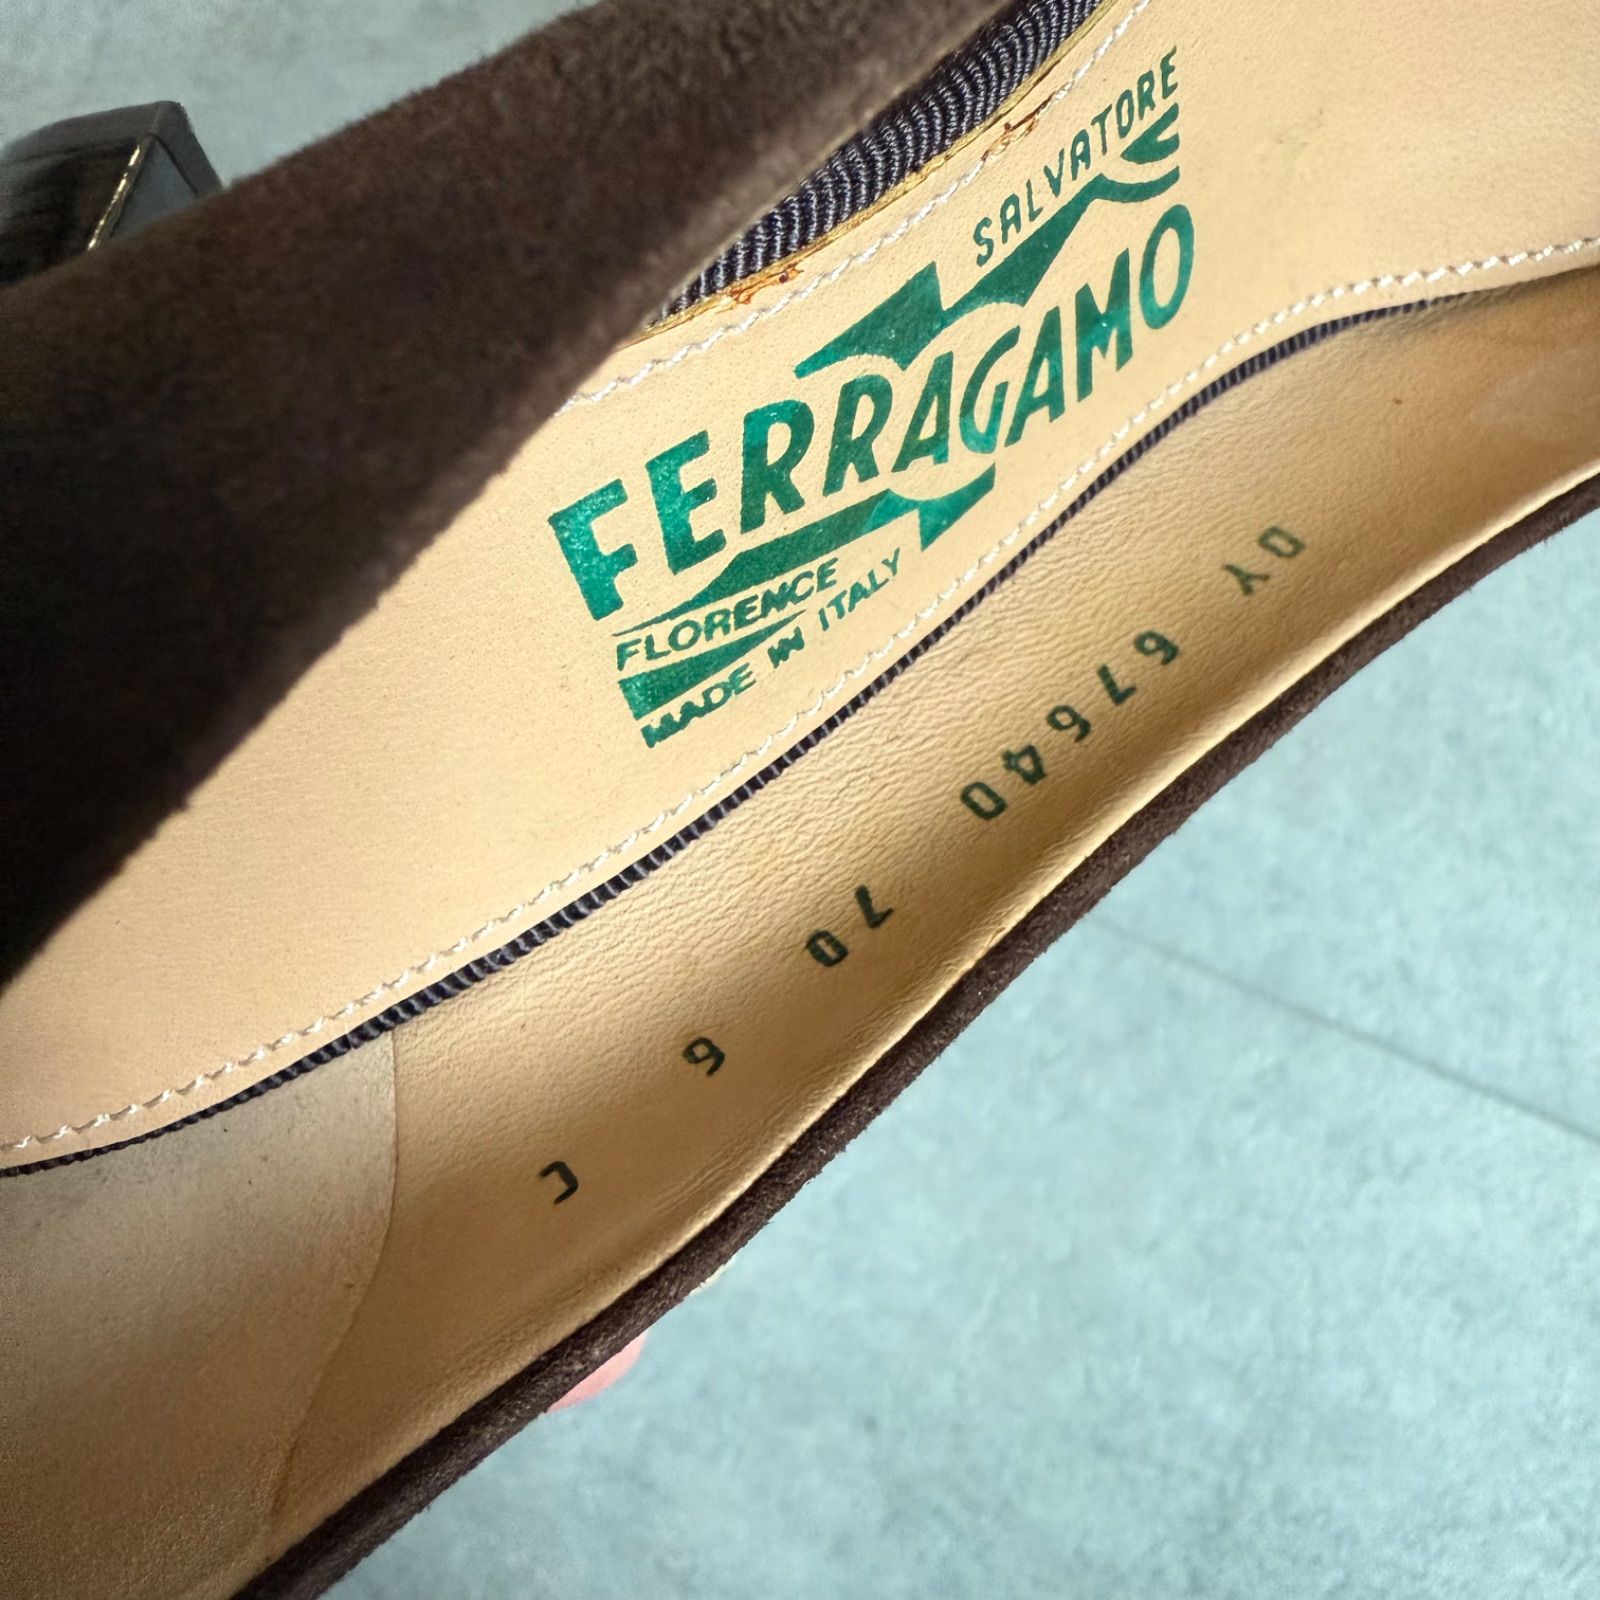 SALVATORE
FERRAGAMO
FLORENCE
MADE IN ITALY
DY 67640 70 6 C